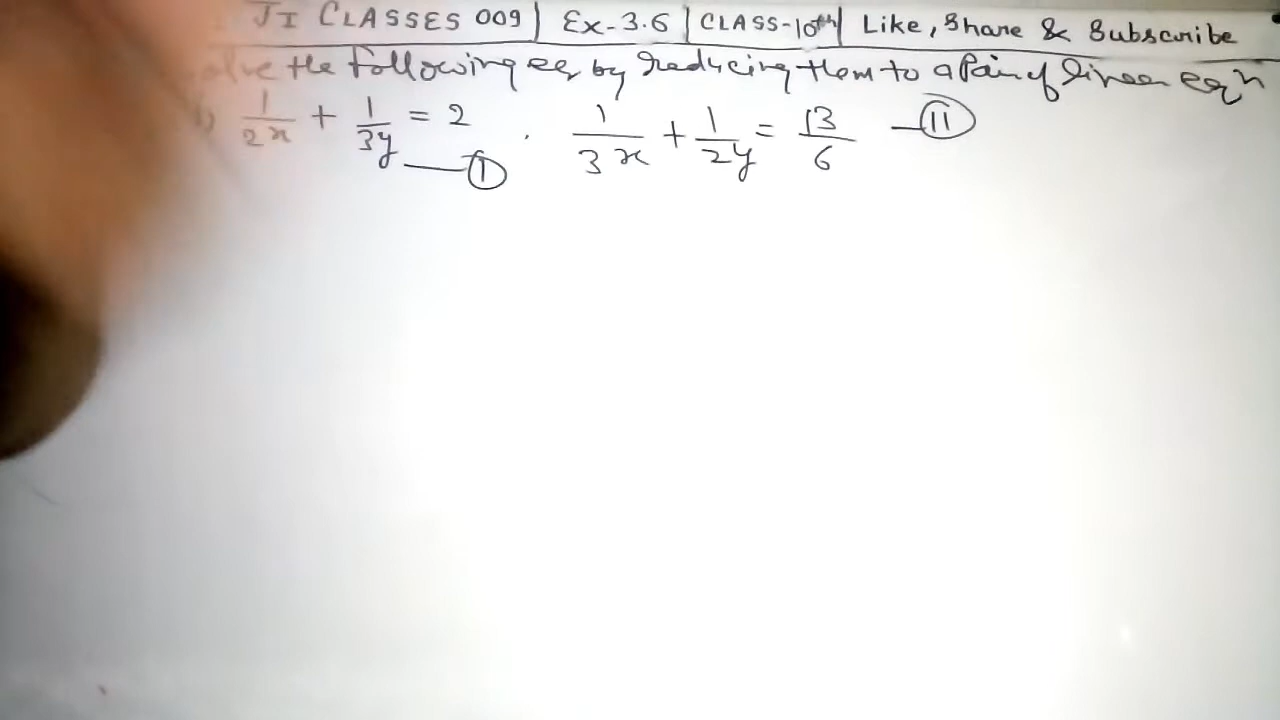 JI CLASSES 009 | Ex-3.6 | CLASS-10th | Like, Share & Subscribe
the following eq by reducing them to a Pair of linear eqn
1/2x + 1/3y = 2 —(I) . 1/3x + 1/2y = 13/6 —(II)